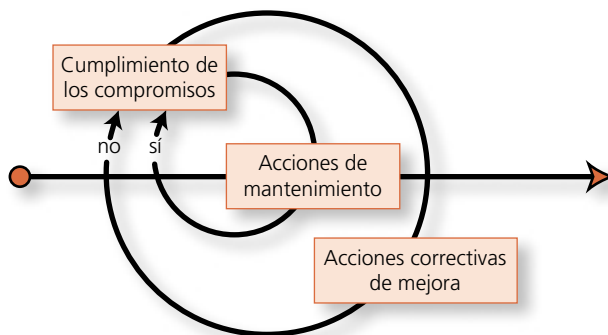 Cumplimiento de
los compromisos
no
sí
Acciones de
mantenimiento
Acciones correctivas
de mejora